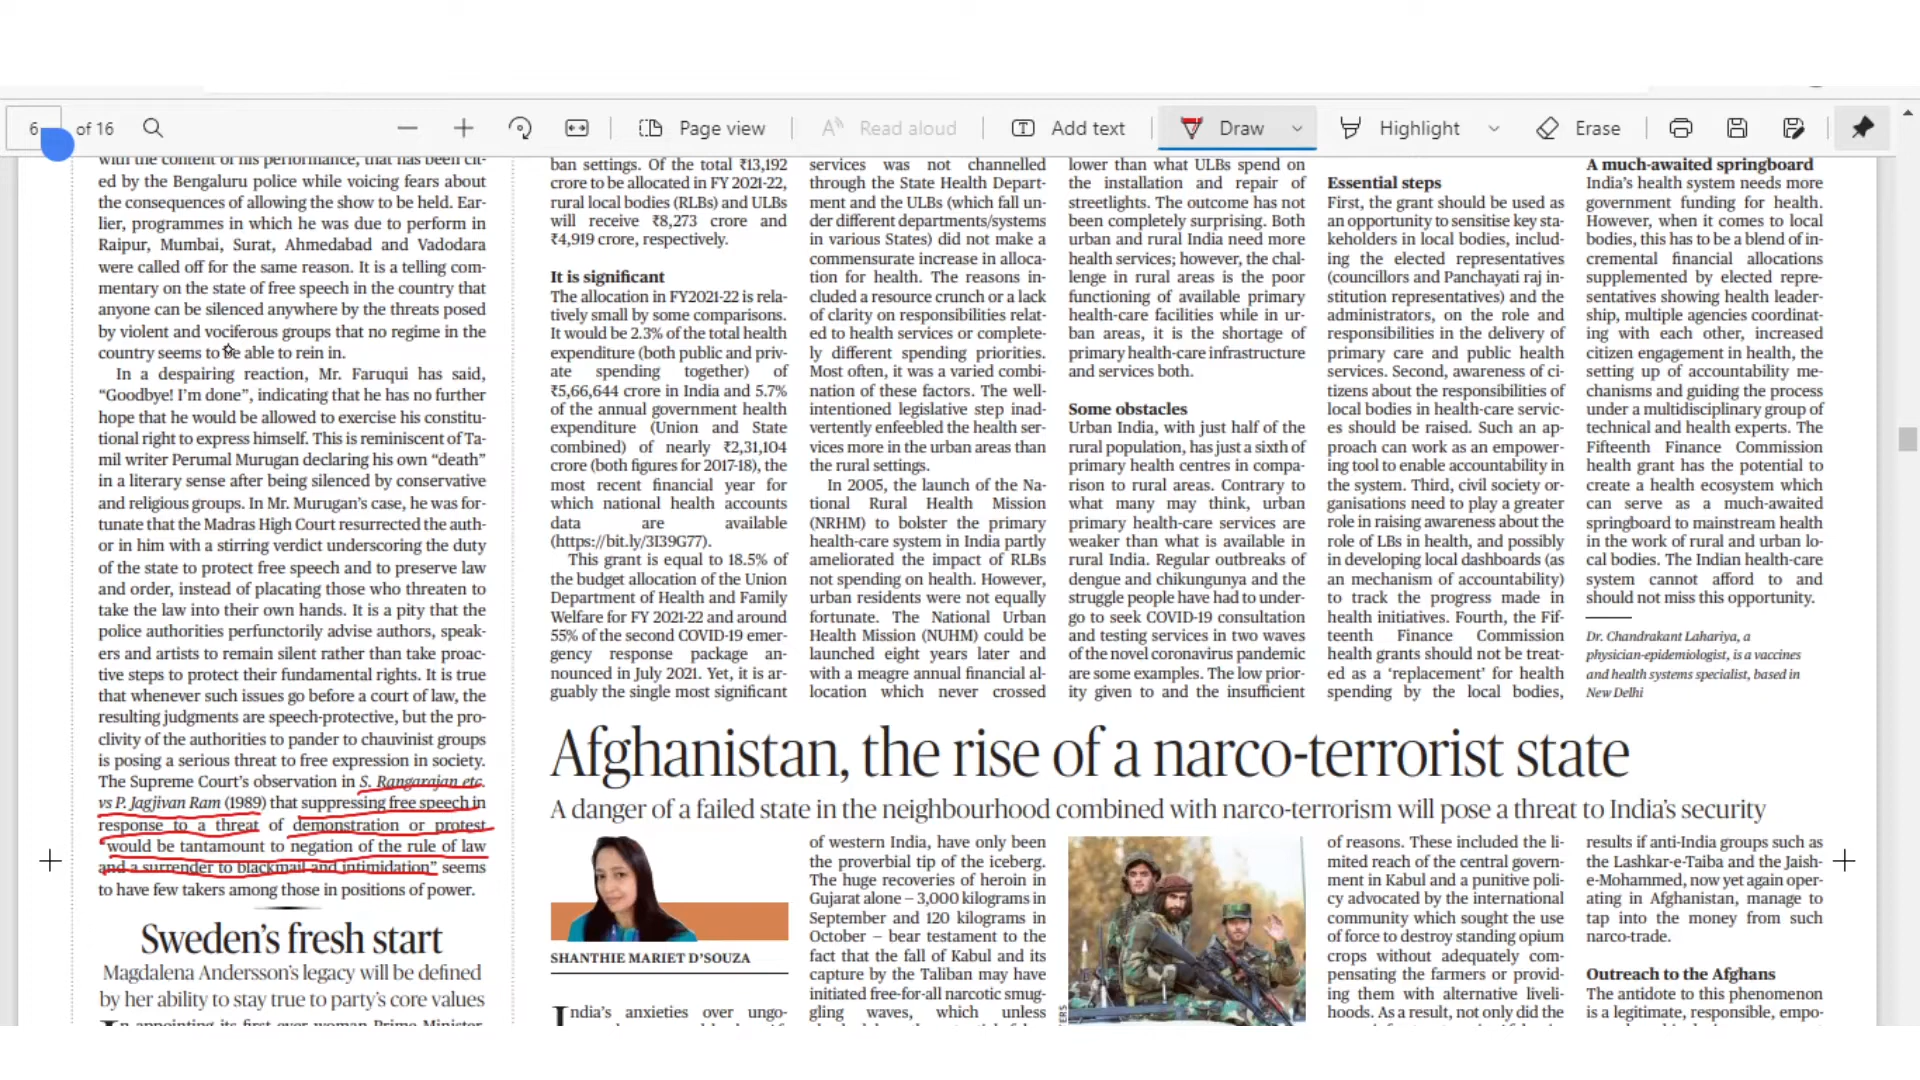 6 of 16
Page view
Read aloud
Add text
Draw
Highlight
Erase
with the content of his performance, that has been cit-
ed by the Bengaluru police while voicing fears about
the consequences of allowing the show to be held. Ear-
lier, programmes in which he was due to perform in
Raipur, Mumbai, Surat, Ahmedabad and Vadodara
were called off for the same reason. It is a telling com-
mentary on the state of free speech in the country that
anyone can be silenced anywhere by the threats posed
by violent and vociferous groups that no regime in the
country seems to be able to rein in.
In a despairing reaction, Mr. Faruqui has said,
“Goodbye! I’m done”, indicating that he has no further
hope that he would be allowed to exercise his constitu-
tional right to express himself. This is reminiscent of Ta-
mil writer Perumal Murugan declaring his own “death”
in a literary sense after being silenced by conservative
and religious groups. In Mr. Murugan’s case, he was for-
tunate that the Madras High Court resurrected the auth-
or in him with a stirring verdict underscoring the duty
of the state to protect free speech and to preserve law
and order, instead of placating those who threaten to
take the law into their own hands. It is a pity that the
police authorities perfunctorily advise authors, speak-
ers and artists to remain silent rather than take proac-
tive steps to protect their fundamental rights. It is true
that whenever such issues go before a court of law, the
resulting judgments are speech-protective, but the pro-
clivity of the authorities to pander to chauvinist groups
is posing a serious threat to free expression in society.
The Supreme Court’s observation in S. Rangarajan etc.
vs P. Jagjivan Ram (1989) that suppressing free speech in
response to a threat of demonstration or protest
“would be tantamount to negation of the rule of law
and a surrender to blackmail and intimidation” seems
to have few takers among those in positions of power.
Sweden’s fresh start
Magdalena Andersson’s legacy will be defined
by her ability to stay true to party’s core values
In appointing its first ever woman Prime Minister,
ban settings. Of the total ₹13,192
crore to be allocated in FY 2021-22,
rural local bodies (RLBs) and ULBs
will receive ₹8,273 crore and
₹4,919 crore, respectively.
It is significant
The allocation in FY2021-22 is rela-
tively small by some comparisons.
It would be 2.3% of the total health
expenditure (both public and priv-
ate spending together) of
₹5,66,644 crore in India and 5.7%
of the annual government health
expenditure (Union and State
combined) of nearly ₹2,31,104
crore (both figures for 2017-18), the
most recent financial year for
which national health accounts
data are available
(https://bit.ly/3I39G77).
This grant is equal to 18.5% of
the budget allocation of the Union
Department of Health and Family
Welfare for FY 2021-22 and around
55% of the second COVID-19 emer-
gency response package an-
nounced in July 2021. Yet, it is ar-
guably the single most significant
services was not channelled
through the State Health Depart-
ment and the ULBs (which fall un-
der different departments/systems
in various States) did not make a
commensurate increase in alloca-
tion for health. The reasons in-
cluded a resource crunch or a lack
of clarity on responsibilities relat-
ed to health services or complete-
ly different spending priorities.
Most often, it was a varied combi-
nation of these factors. The well-
intentioned legislative step inad-
vertently enfeebled the health ser-
vices more in the urban areas than
the rural settings.
In 2005, the launch of the Na-
tional Rural Health Mission
(NRHM) to bolster the primary
health-care system in India partly
ameliorated the impact of RLBs
not spending on health. However,
urban residents were not equally
fortunate. The National Urban
Health Mission (NUHM) could be
launched eight years later and
with a meagre annual financial al-
location which never crossed
lower than what ULBs spend on
the installation and repair of
streetlights. The outcome has not
been completely surprising. Both
urban and rural India need more
health services; however, the chal-
lenge in rural areas is the poor
functioning of available primary
health-care facilities while in ur-
ban areas, it is the shortage of
primary health-care infrastructure
and services both.
Some obstacles
Urban India, with just half of the
rural population, has just a sixth of
primary health centres in compa-
rison to rural areas. Contrary to
what many may think, urban
primary health-care services are
weaker than what is available in
rural India. Regular outbreaks of
dengue and chikungunya and the
struggle people have had to under-
go to seek COVID-19 consultation
and testing services in two waves
of the novel coronavirus pandemic
are some examples. The low prior-
ity given to and the insufficient
Essential steps
First, the grant should be used as
an opportunity to sensitise key sta-
keholders in local bodies, includ-
ing the elected representatives
(councillors and Panchayati raj in-
stitution representatives) and the
administrators, on the role and
responsibilities in the delivery of
primary care and public health
services. Second, awareness of ci-
tizens about the responsibilities of
local bodies in health-care servic-
es should be raised. Such an ap-
proach can work as an empower-
ing tool to enable accountability in
the system. Third, civil society or-
ganisations need to play a greater
role in raising awareness about the
role of LBs in health, and possibly
in developing local dashboards (as
an mechanism of accountability)
to track the progress made in
health initiatives. Fourth, the Fif-
teenth Finance Commission
health grants should not be treat-
ed as a ‘replacement’ for health
spending by the local bodies,
A much-awaited springboard
India’s health system needs more
government funding for health.
However, when it comes to local
bodies, this has to be a blend of in-
cremental financial allocations
supplemented by elected repre-
sentatives showing health leader-
ship, multiple agencies coordinat-
ing with each other, increased
citizen engagement in health, the
setting up of accountability me-
chanisms and guiding the process
under a multidisciplinary group of
technical and health experts. The
Fifteenth Finance Commission
health grant has the potential to
create a health ecosystem which
can serve as a much-awaited
springboard to mainstream health
in the work of rural and urban lo-
cal bodies. The Indian health-care
system cannot afford to and
should not miss this opportunity.
Dr. Chandrakant Lahariya, a
physician-epidemiologist, is a vaccines
and health systems specialist, based in
New Delhi
Afghanistan, the rise of a narco-terrorist state
A danger of a failed state in the neighbourhood combined with narco-terrorism will pose a threat to India’s security
SHANTHIE MARIET D’SOUZA
India’s anxieties over ungo-
of western India, have only been
the proverbial tip of the iceberg.
The huge recoveries of heroin in
Gujarat alone – 3,000 kilograms in
September and 120 kilograms in
October – bear testament to the
fact that the fall of Kabul and its
capture by the Taliban may have
initiated free-for-all narcotic smug-
gling waves, which unless
of reasons. These included the li-
mited reach of the central govern-
ment in Kabul and a punitive poli-
cy advocated by the international
community which sought the use
of force to destroy standing opium
crops without adequately com-
pensating the farmers or provid-
ing them with alternative liveli-
hoods. As a result, not only did the
results if anti-India groups such as
the Lashkar-e-Taiba and the Jaish-
e-Mohammed, now yet again oper-
ating in Afghanistan, manage to
tap into the money from such
narco-trade.
Outreach to the Afghans
The antidote to this phenomenon
is a legitimate, responsible, empo-